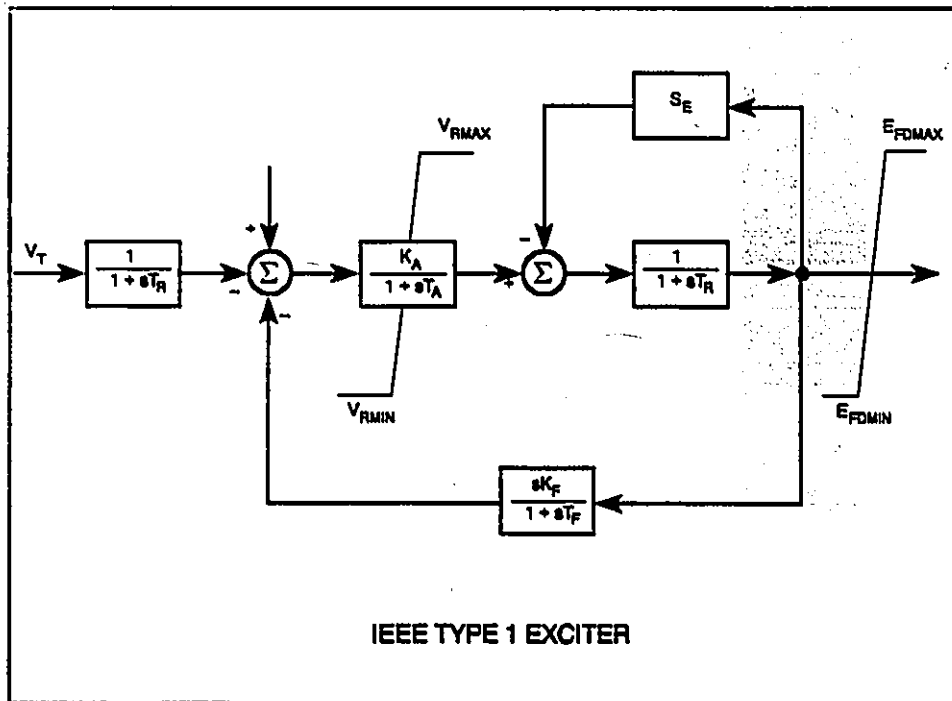 S_E
V_RMAX
E_FDMAX
+
−
V_T
1
1 + sT_R
−
Σ
−
K_A
1 + sT_A
+
Σ
1
1 + sT_R
V_RMIN
E_FDMIN
sK_F
1 + sT_F
IEEE TYPE 1 EXCITER